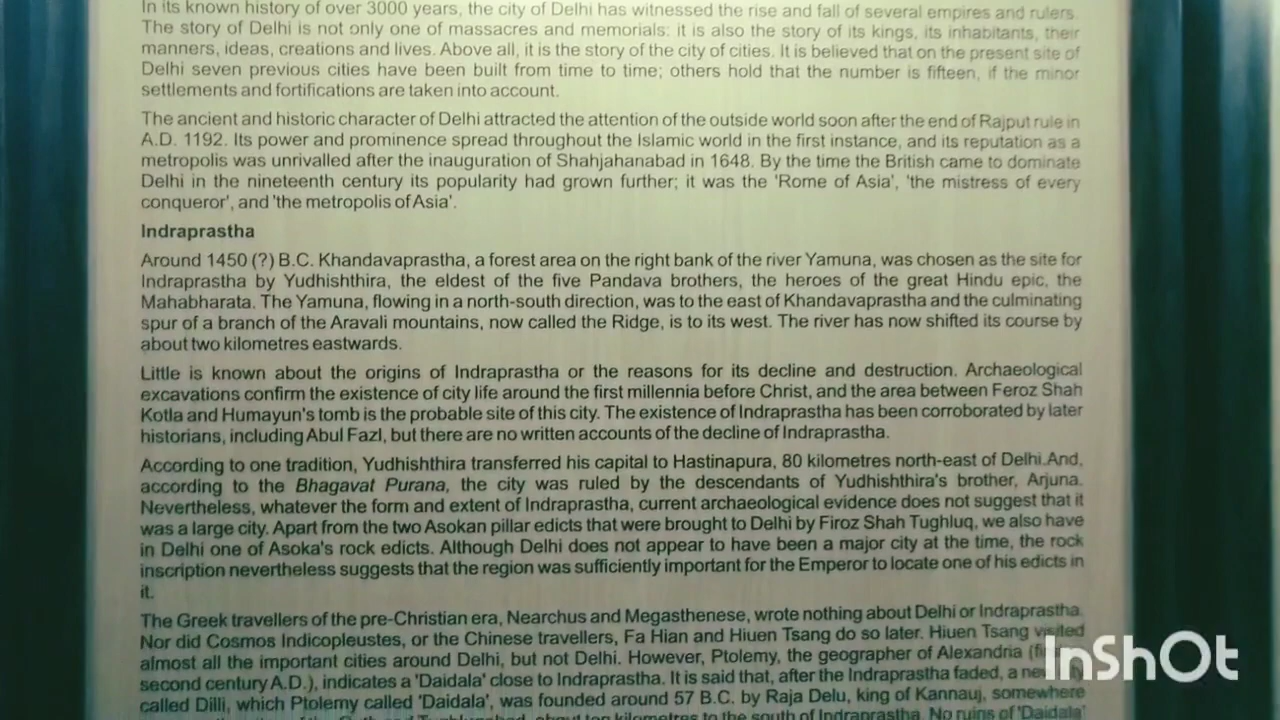 In its known history of over 3000 years, the city of Delhi has witnessed the rise and fall of several empires and rulers.
The story of Delhi is not only one of massacres and memorials: it is also the story of its kings, its inhabitants, their
manners, ideas, creations and lives. Above all, it is the story of the city of cities. It is believed that on the present site of
Delhi seven previous cities have been built from time to time; others hold that the number is fifteen, if the minor
settlements and fortifications are taken into account.
The ancient and historic character of Delhi attracted the attention of the outside world soon after the end of Rajput rule in
A.D. 1192. Its power and prominence spread throughout the Islamic world in the first instance, and its reputation as a
metropolis was unrivalled after the inauguration of Shahjahanabad in 1648. By the time the British came to dominate
Delhi in the nineteenth century its popularity had grown further; it was the 'Rome of Asia', 'the mistress of every
conqueror', and 'the metropolis of Asia'.
Indraprastha
Around 1450 (?) B.C. Khandavaprastha, a forest area on the right bank of the river Yamuna, was chosen as the site for
Indraprastha by Yudhishthira, the eldest of the five Pandava brothers, the heroes of the great Hindu epic, the
Mahabharata. The Yamuna, flowing in a north-south direction, was to the east of Khandavaprastha and the culminating
spur of a branch of the Aravali mountains, now called the Ridge, is to its west. The river has now shifted its course by
about two kilometres eastwards.
Little is known about the origins of Indraprastha or the reasons for its decline and destruction. Archaeological
excavations confirm the existence of city life around the first millennia before Christ, and the area between Feroz Shah
Kotla and Humayun's tomb is the probable site of this city. The existence of Indraprastha has been corroborated by later
historians, including Abul Fazl, but there are no written accounts of the decline of Indraprastha.
According to one tradition, Yudhishthira transferred his capital to Hastinapura, 80 kilometres north-east of Delhi.And,
according to the Bhagavat Purana, the city was ruled by the descendants of Yudhishthira's brother, Arjuna.
Nevertheless, whatever the form and extent of Indraprastha, current archaeological evidence does not suggest that it
was a large city. Apart from the two Asokan pillar edicts that were brought to Delhi by Firoz Shah Tughluq, we also have
in Delhi one of Asoka's rock edicts. Although Delhi does not appear to have been a major city at the time, the rock
inscription nevertheless suggests that the region was sufficiently important for the Emperor to locate one of his edicts in
it.
The Greek travellers of the pre-Christian era, Nearchus and Megasthenese, wrote nothing about Delhi or Indraprastha.
Nor did Cosmos Indicopleustes, or the Chinese travellers, Fa Hian and Hiuen Tsang do so later. Hiuen Tsang visited
almost all the important cities around Delhi, but not Delhi. However, Ptolemy, the geographer of Alexandria
second century A.D.), indicates a 'Daidala' close to Indraprastha. It is said that, after the Indraprastha faded, a new
called Dilli, which Ptolemy called 'Daidala', was founded around 57 B.C. by Raja Delu, king of Kannauj, somewhere
about ten kilometres to the south of Indraprastha. No ruins of 'Daidala'
InShOt